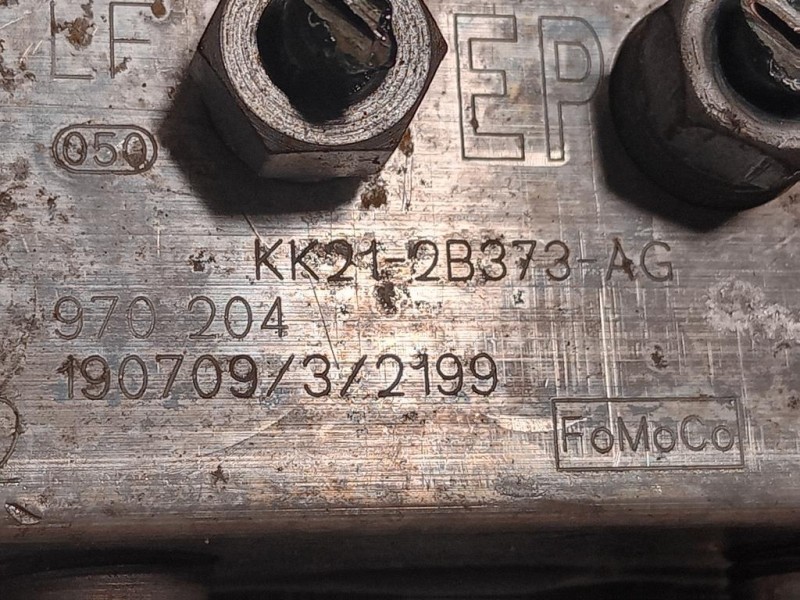 LF
EP
050
KK21-2B373-AG
970 204
190709/3/2199
FoMoCo